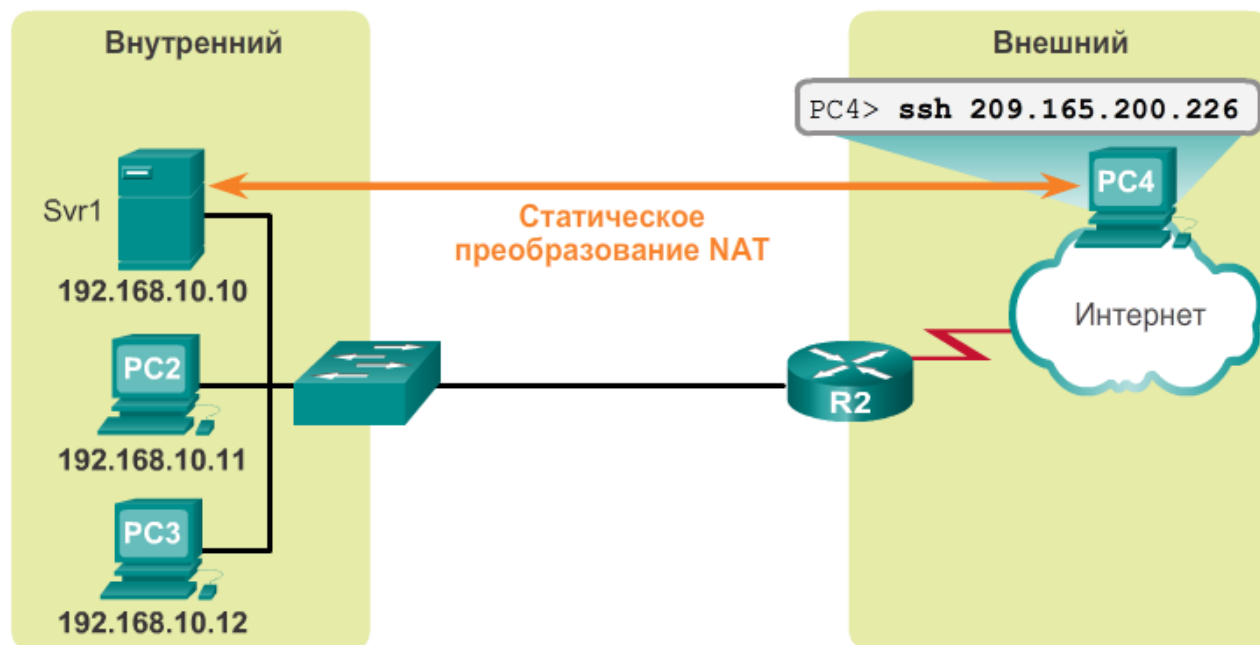 Внутренний
Внешний
PC4> ssh 209.165.200.226
PC4
Svr1
Статическое
преобразование NAT
192.168.10.10
Интернет
PC2
R2
192.168.10.11
PC3
192.168.10.12